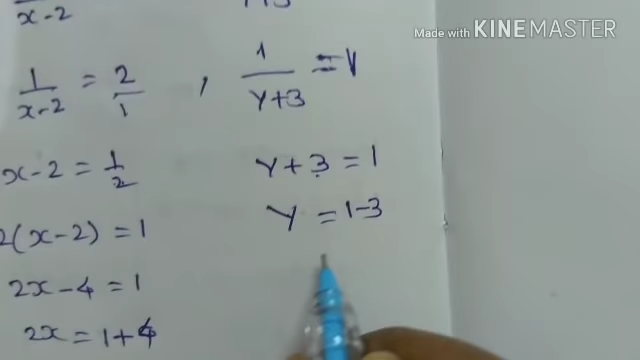 Made with KINEMASTER
x-2
1/(x-2) = 2/1 , 1/(y+3) = 1
x-2 = 1/2
y+3 = 1
2(x-2) = 1
y = 1-3
2x-4 = 1
2x = 1+4